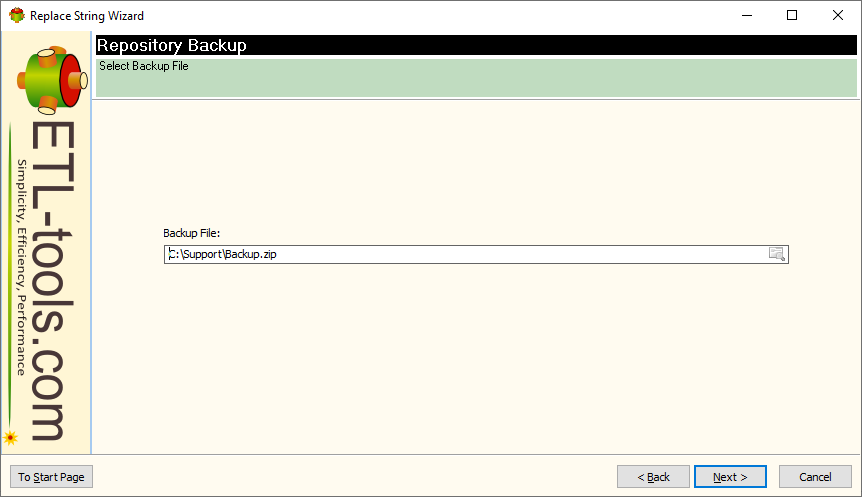 Replace String Wizard
Repository Backup
Select Backup File
ETL-tools.com
Simplicity, Efficiency, Performance
Backup File:
C:\Support\Backup.zip
To Start Page
< Back
Next >
Cancel